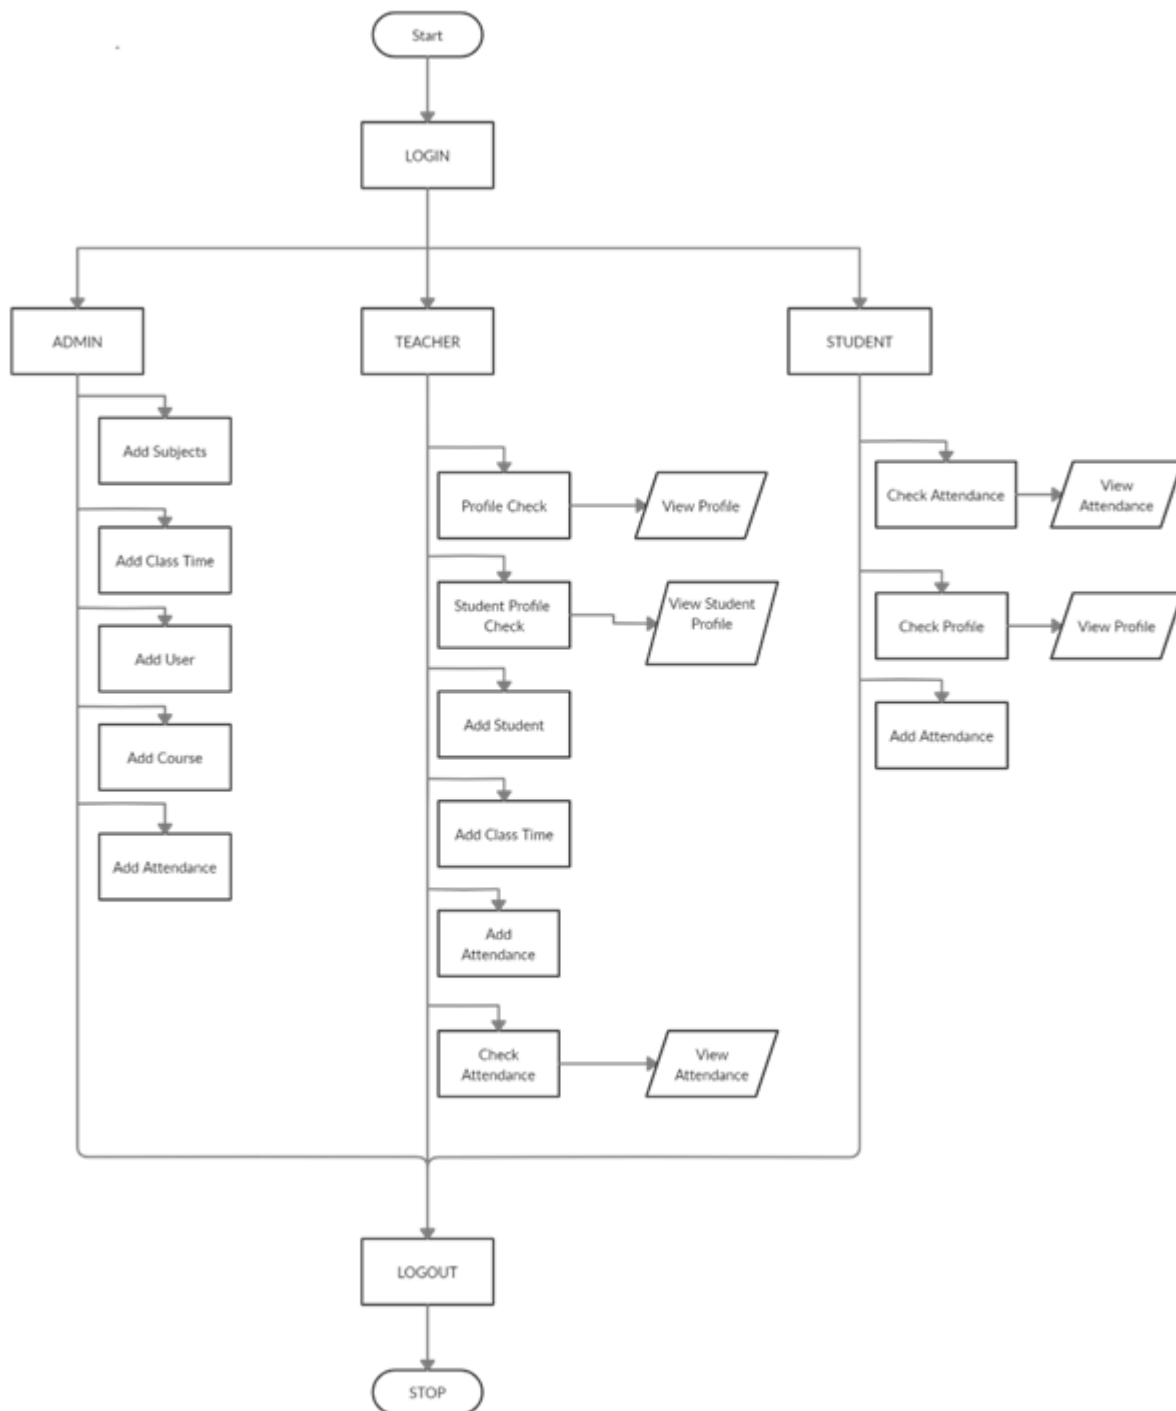 Start
LOGIN
ADMIN
TEACHER
STUDENT
Add Subjects
Add Class Time
Add User
Add Course
Add Attendance
Profile Check
View Profile
Student Profile
Check
View Student
Profile
Add Student
Add Class Time
Add
Attendance
Check
Attendance
View
Attendance
Check Attendance
View
Attendance
Check Profile
View Profile
Add Attendance
LOGOUT
STOP